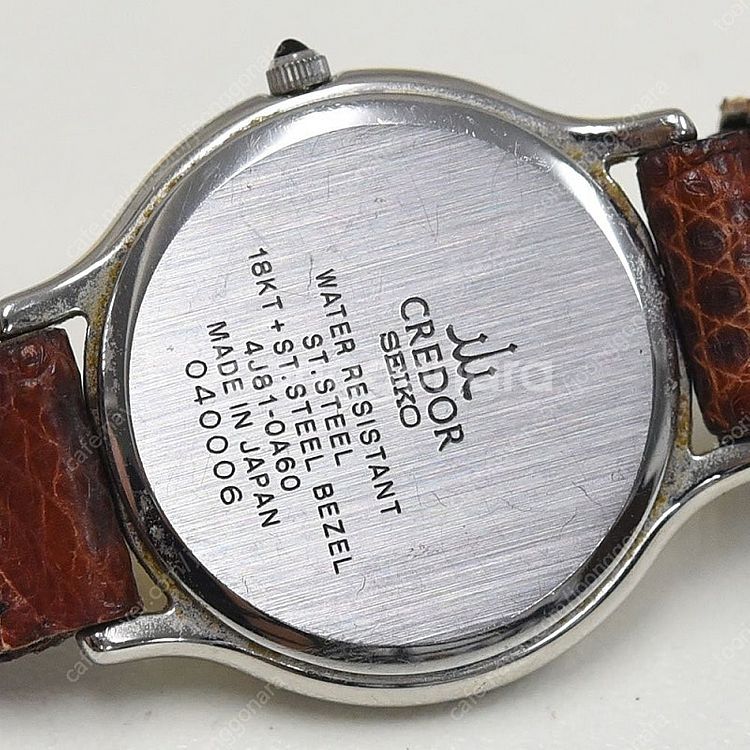 CREDOR
SEIKO
WATER RESISTANT
ST.STEEL
18KT + ST.STEEL BEZEL
4J81-0A60
MADE IN JAPAN
040006